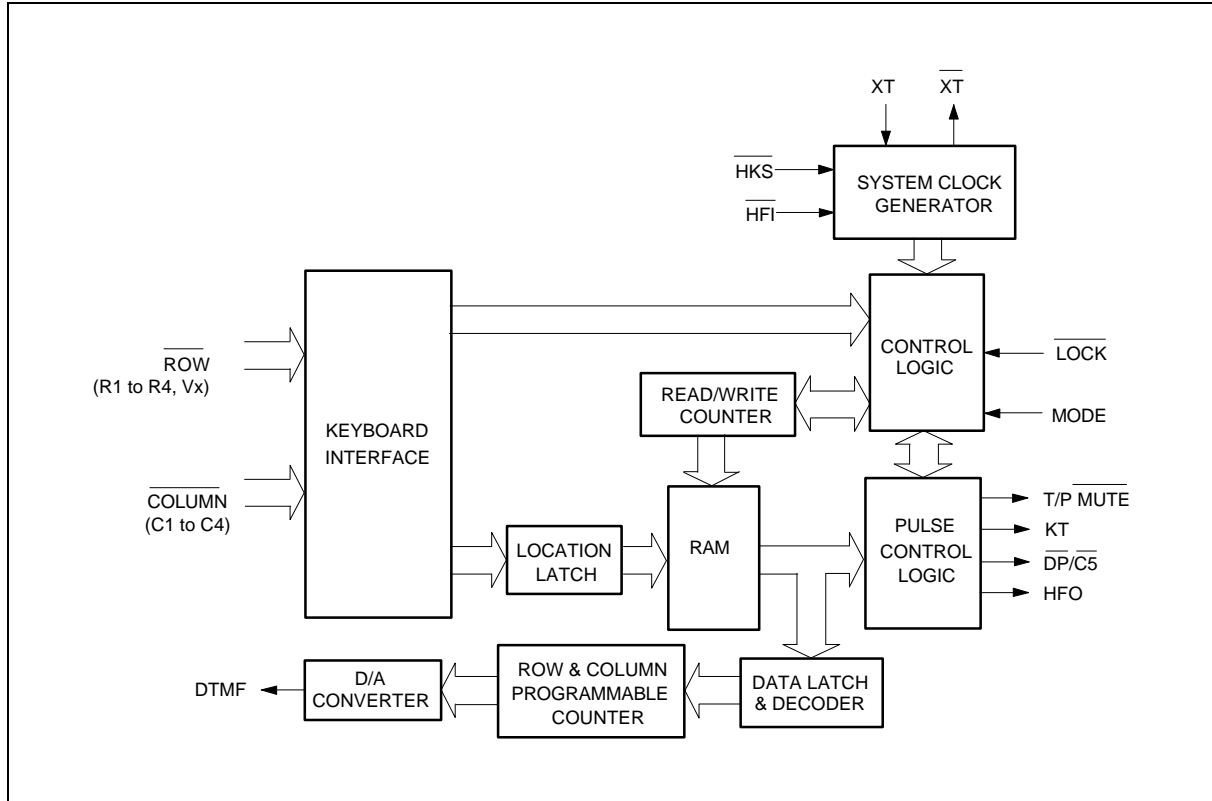 XT
XT
HKS
HFI
SYSTEM CLOCK
GENERATOR
ROW
(R1 to R4, Vx)
COLUMN
(C1 to C4)
KEYBOARD
INTERFACE
CONTROL
LOGIC
LOCK
MODE
READ/WRITE
COUNTER
LOCATION
LATCH
RAM
PULSE
CONTROL
LOGIC
T/P MUTE
KT
DP/C5
HFO
DTMF
D/A
CONVERTER
ROW & COLUMN
PROGRAMMABLE
COUNTER
DATA LATCH
& DECODER